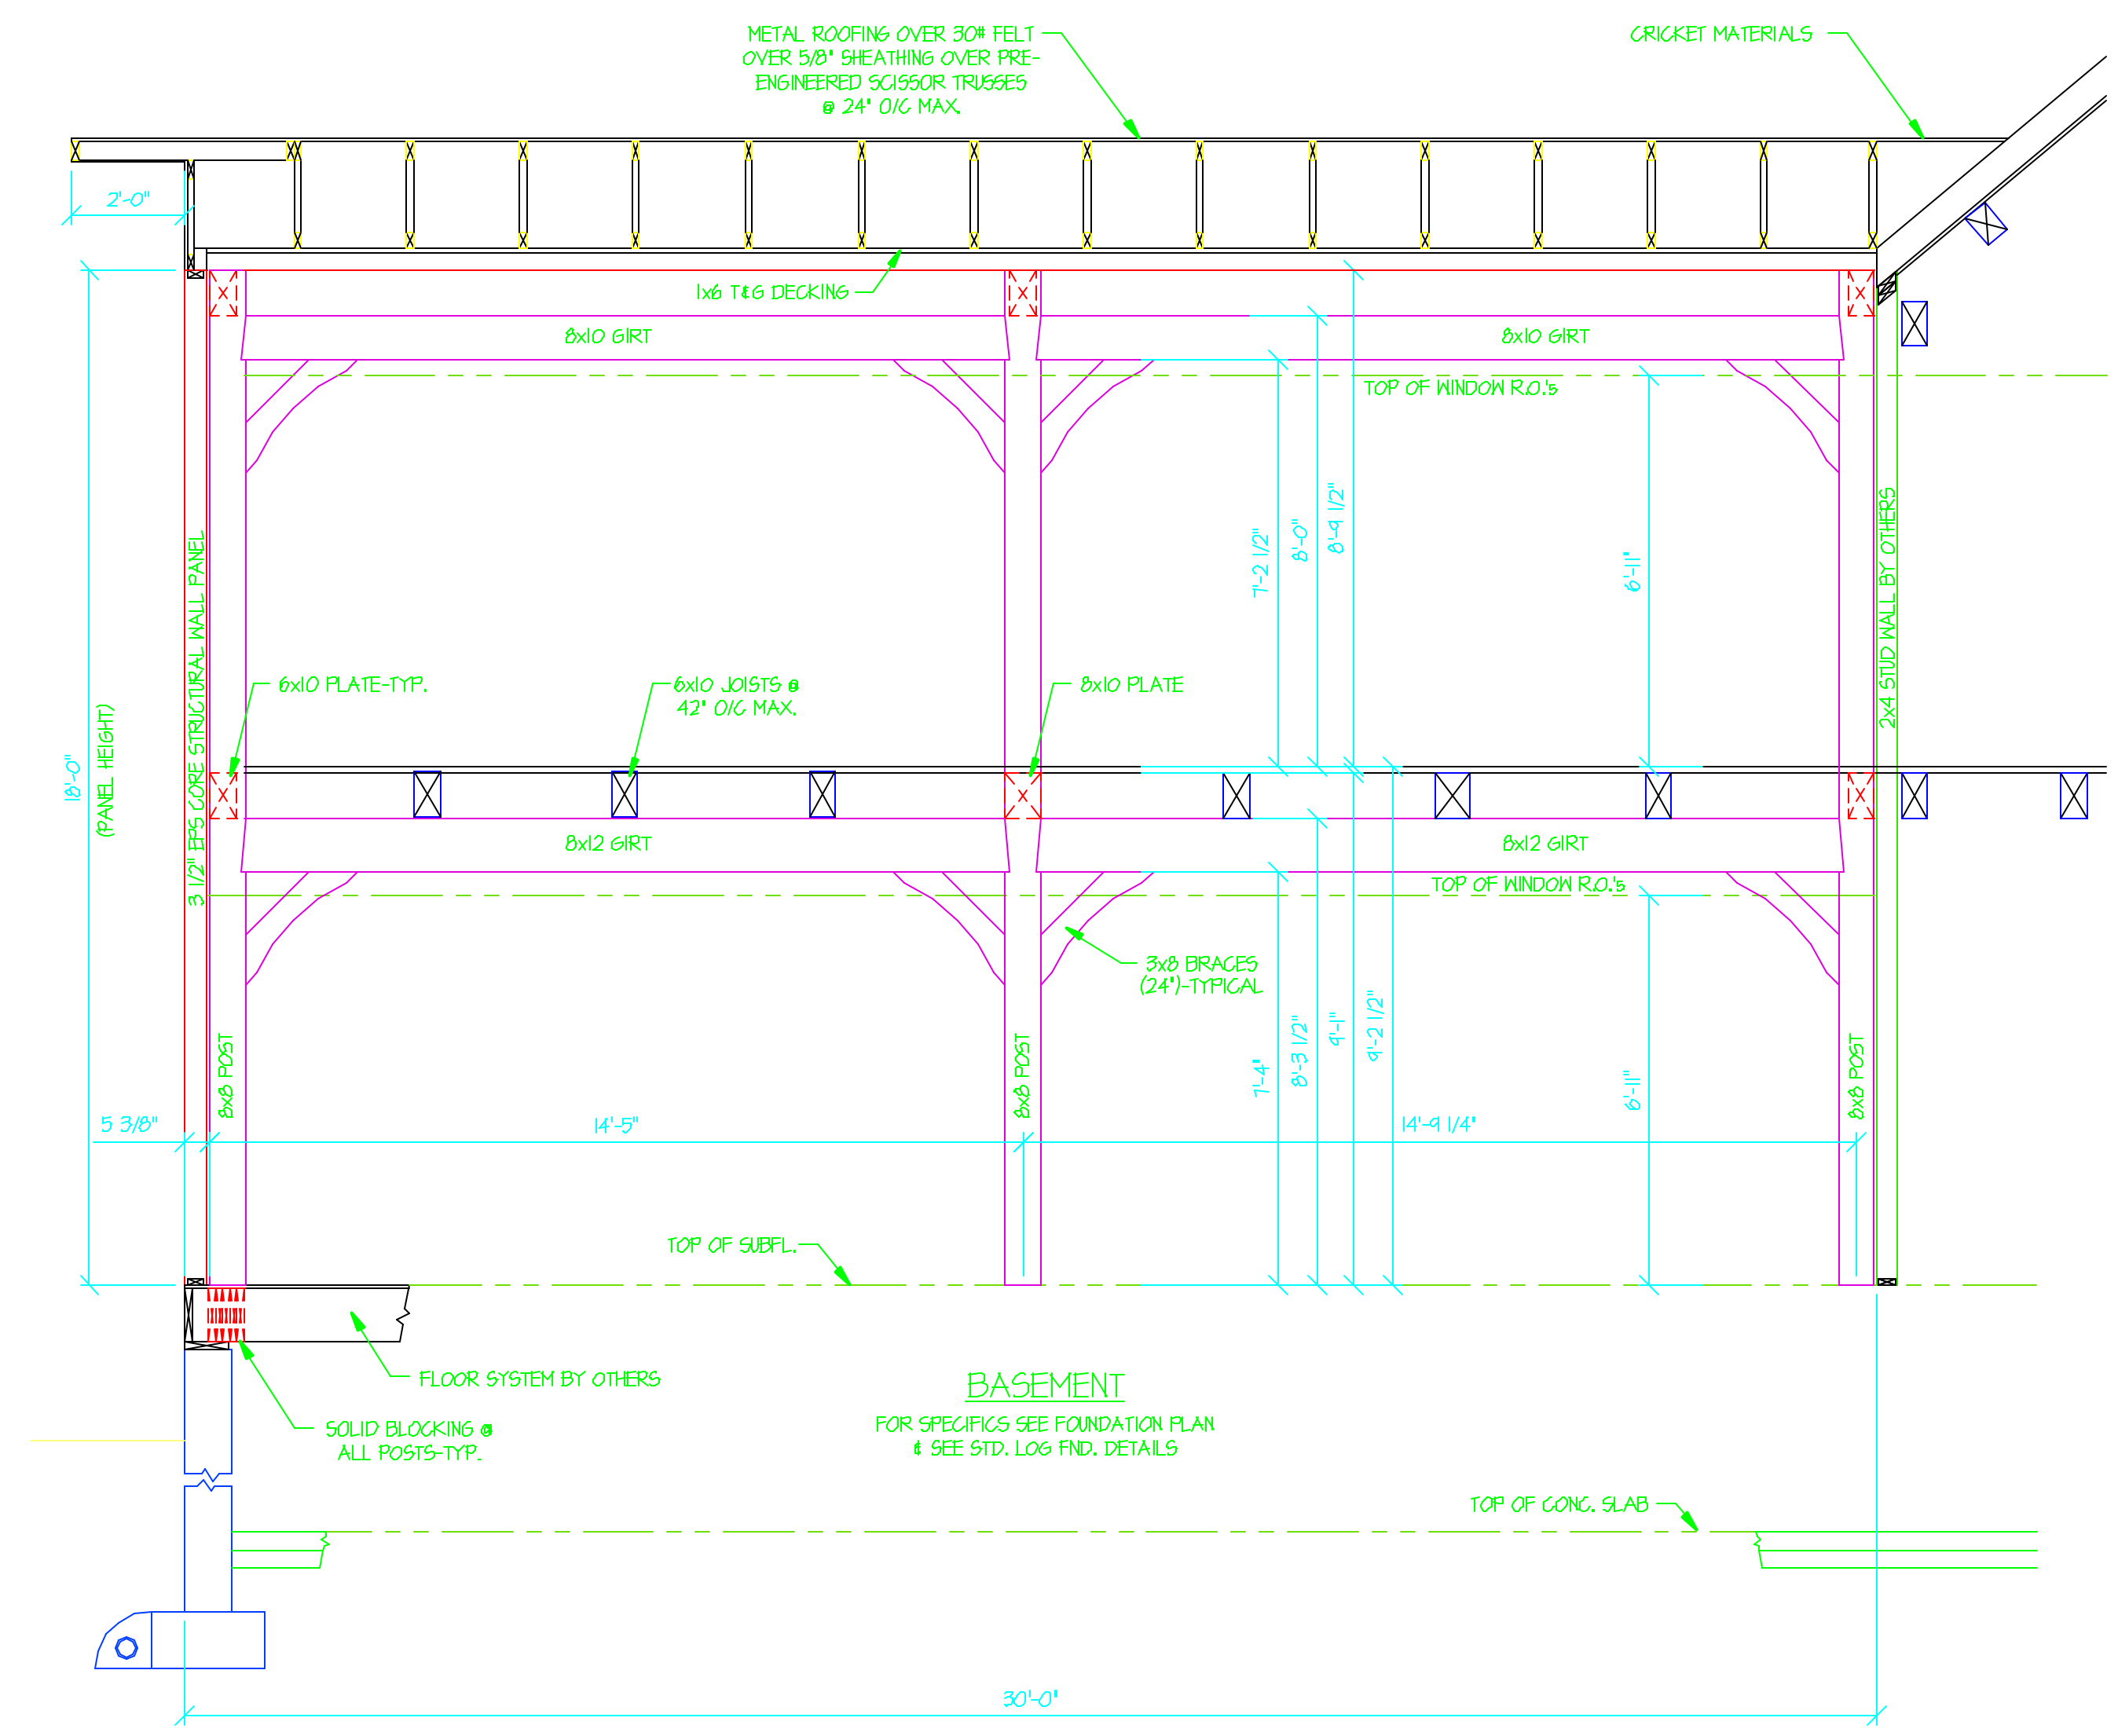 METAL ROOFING OVER 30# FELT
OVER 5/8" SHEATHING OVER PRE-
ENGINEERED SCISSOR TRUSSES
@ 24" O/C MAX.
CRICKET MATERIALS
2'-0"
1x6 T&G DECKING
8x10 GIRT
8x10 GIRT
TOP OF WINDOW R.O.'S
7'-2 1/2"
8'-0"
8'-9 1/2"
6'-11"
2x4 STUD WALL BY OTHERS
3 1/2" EPS CORE STRUCTURAL WALL PANEL
18'-0"
(PANEL HEIGHT)
6x10 PLATE-TYP.
6x10 JOISTS @
42" O/C MAX.
8x10 PLATE
8x12 GIRT
8x12 GIRT
TOP OF WINDOW R.O.'S
3x8 BRACES
(24")-TYPICAL
8x8 POST
8x8 POST
8x8 POST
7'-4"
8'-3 1/2"
9'-1"
9'-2 1/2"
6'-11"
5 3/8"
14'-5"
14'-9 1/4"
TOP OF SUBFL.
FLOOR SYSTEM BY OTHERS
SOLID BLOCKING @
ALL POSTS-TYP.
BASEMENT
FOR SPECIFICS SEE FOUNDATION PLAN
& SEE STD. LOG FND. DETAILS
TOP OF CONC. SLAB
30'-0"